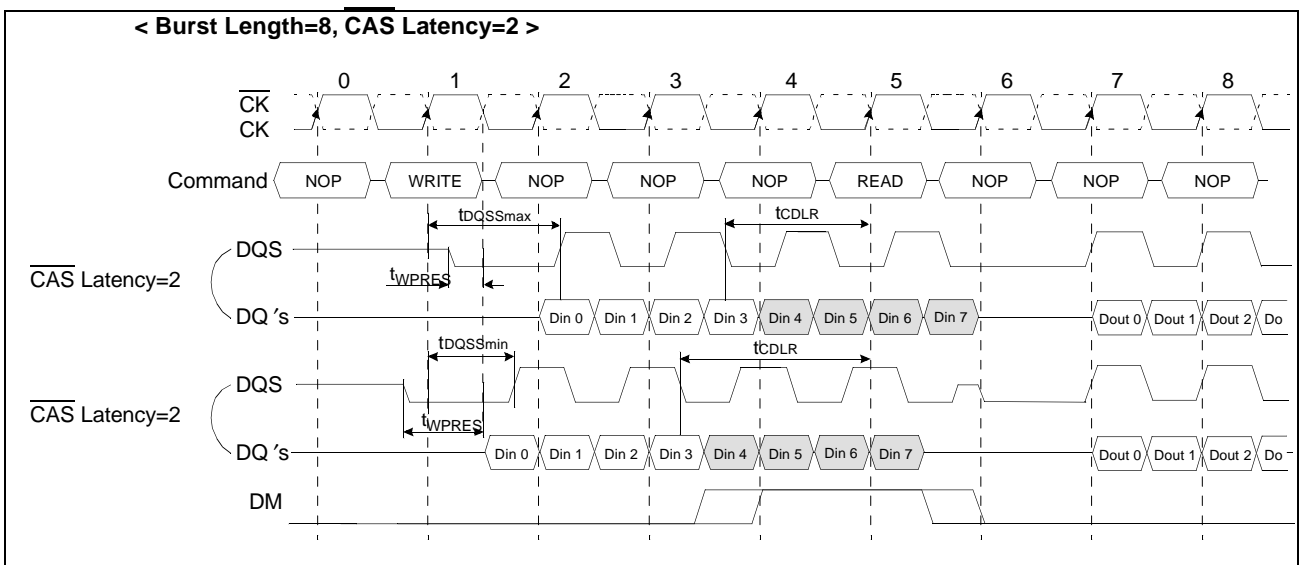 < Burst Length=8, CAS Latency=2 >
0 1 2 3 4 5 6 7 8
CK
CK
Command NOP WRITE NOP NOP NOP READ NOP NOP NOP
tDQSSmax tCDLR
DQS
CAS Latency=2
tWPRES
DQ 's Din 0 Din 1 Din 2 Din 3 Din 4 Din 5 Din 6 Din 7 Dout 0 Dout 1 Dout 2 Do
tDQSSmin tCDLR
DQS
CAS Latency=2
tWPRES
DQ 's Din 0 Din 1 Din 2 Din 3 Din 4 Din 5 Din 6 Din 7 Dout 0 Dout 1 Dout 2 Do
DM